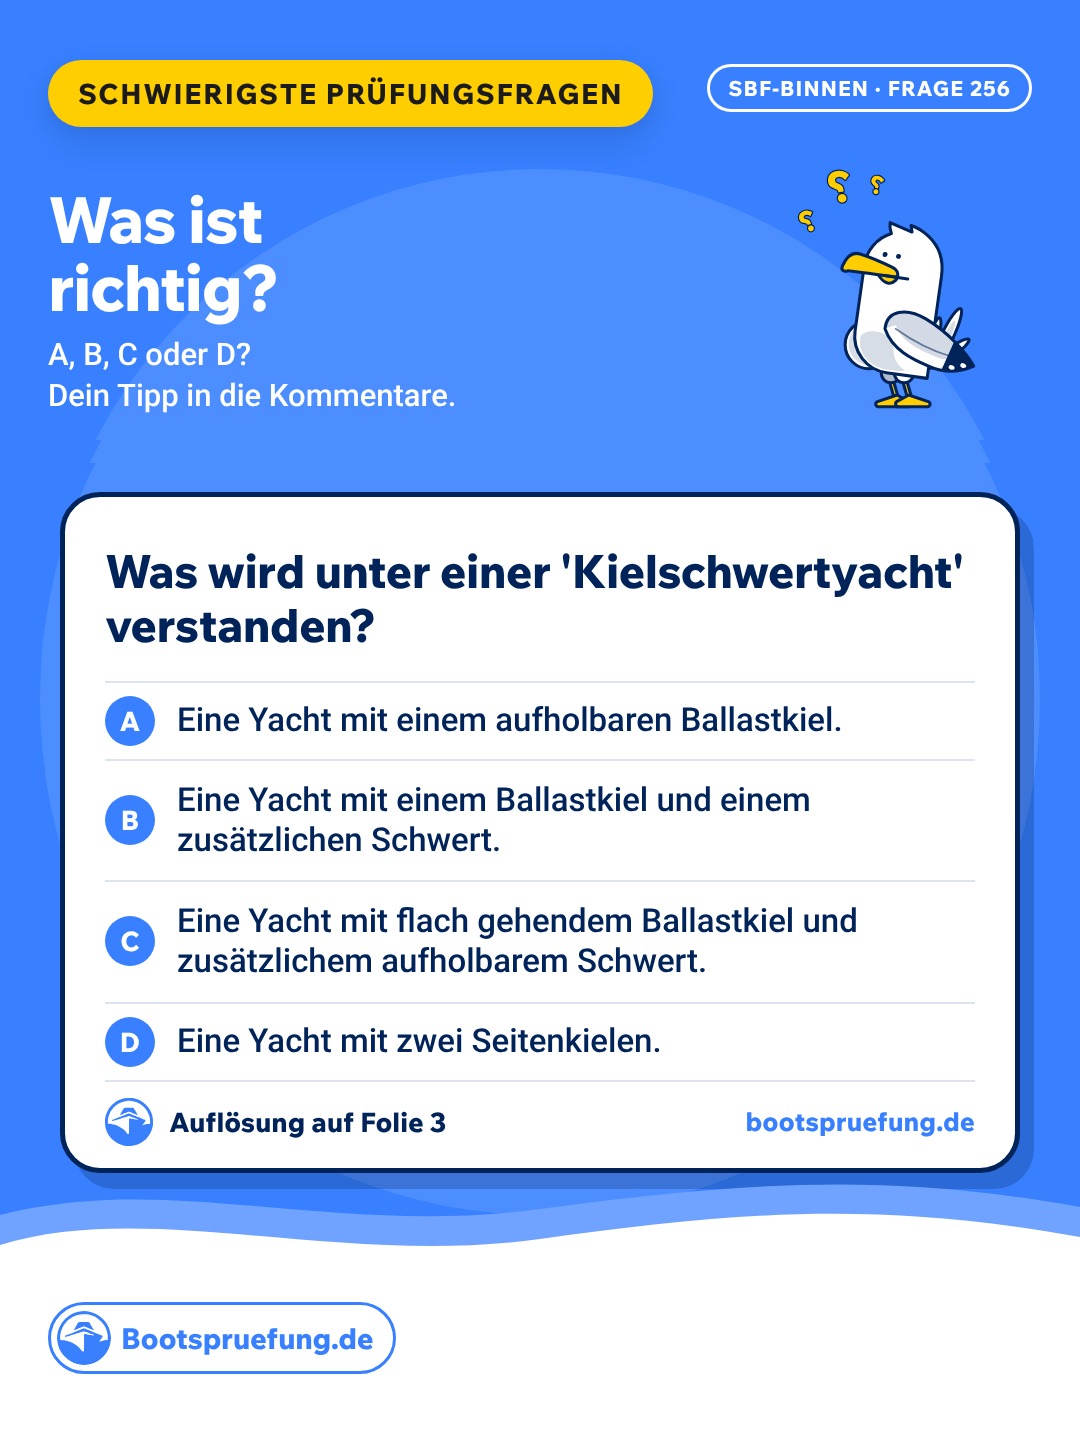 SCHWIERIGSTE PRÜFUNGSFRAGEN
SBF-BINNEN · FRAGE 256
Was ist
richtig?
A, B, C oder D?
Dein Tipp in die Kommentare.
? ? ?
Was wird unter einer 'Kielschwertyacht'
verstanden?
A Eine Yacht mit einem aufholbaren Ballastkiel.
B Eine Yacht mit einem Ballastkiel und einem
zusätzlichen Schwert.
C Eine Yacht mit flach gehendem Ballastkiel und
zusätzlichem aufholbarem Schwert.
D Eine Yacht mit zwei Seitenkielen.
Auflösung auf Folie 3
bootspruefung.de
Bootspruefung.de